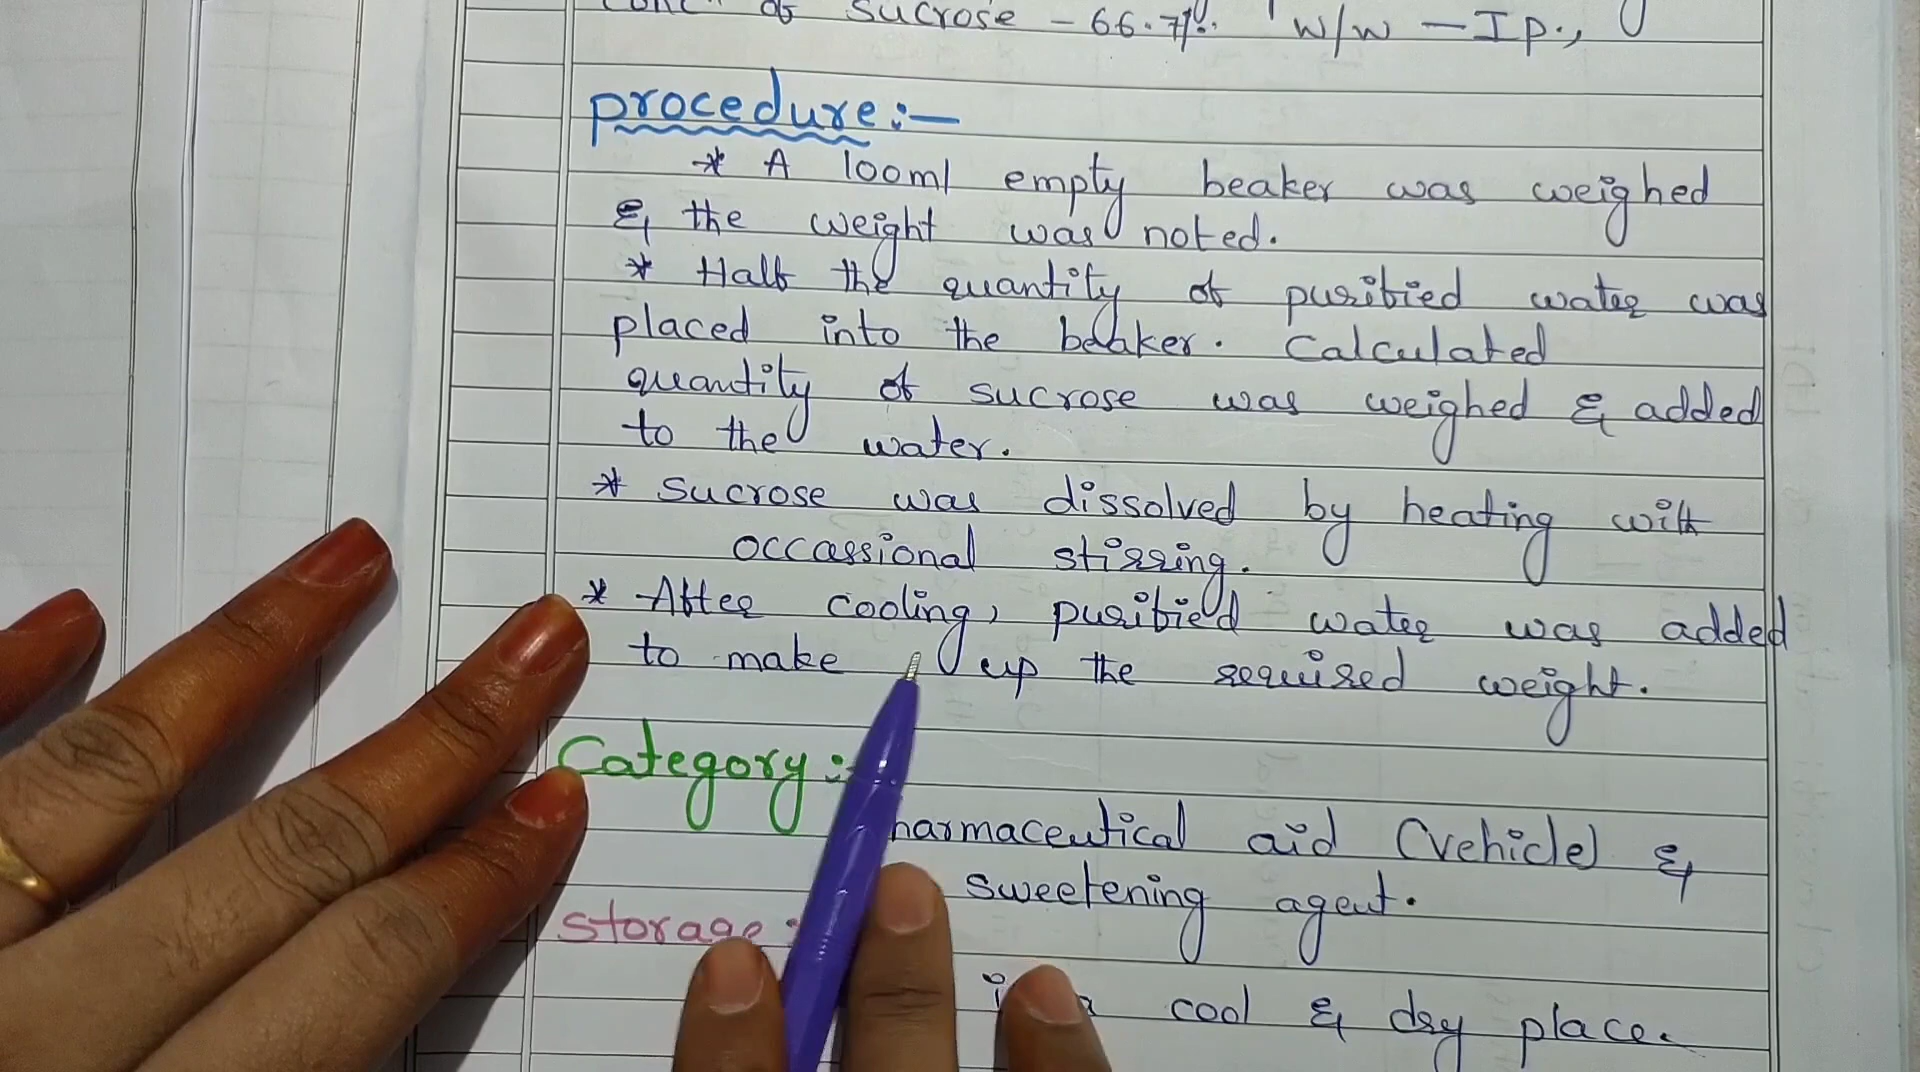 of sucrose - 66.7% w/w - Ip.,
procedure:-
* A 100ml empty beaker was weighed
& the weight was noted.
* Half the quantity of purified water was
placed into the beaker. Calculated
quantity of sucrose was weighed & added
to the water.
* Sucrose was dissolved by heating with
occassional stirring.
* After cooling, purified water was added
to make up the required weight.
Category:-
harmaceutical aid (vehicle) &
sweetening agent.
Storage:
cool & dry place.